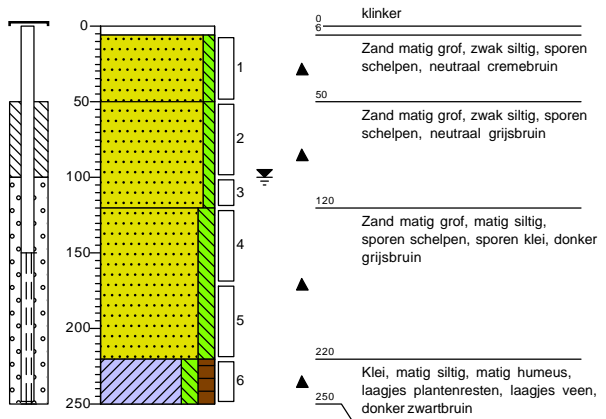 0
50
100
150
200
250
1
2
3
4
5
6
0
klinker
6
Zand matig grof, zwak siltig, sporen
schelpen, neutraal cremebruin
50
Zand matig grof, zwak siltig, sporen
schelpen, neutraal grijsbruin
120
Zand matig grof, matig siltig,
sporen schelpen, sporen klei, donker
grijsbruin
220
Klei, matig siltig, matig humeus,
laagjes plantenresten, laagjes veen,
donker zwartbruin
250